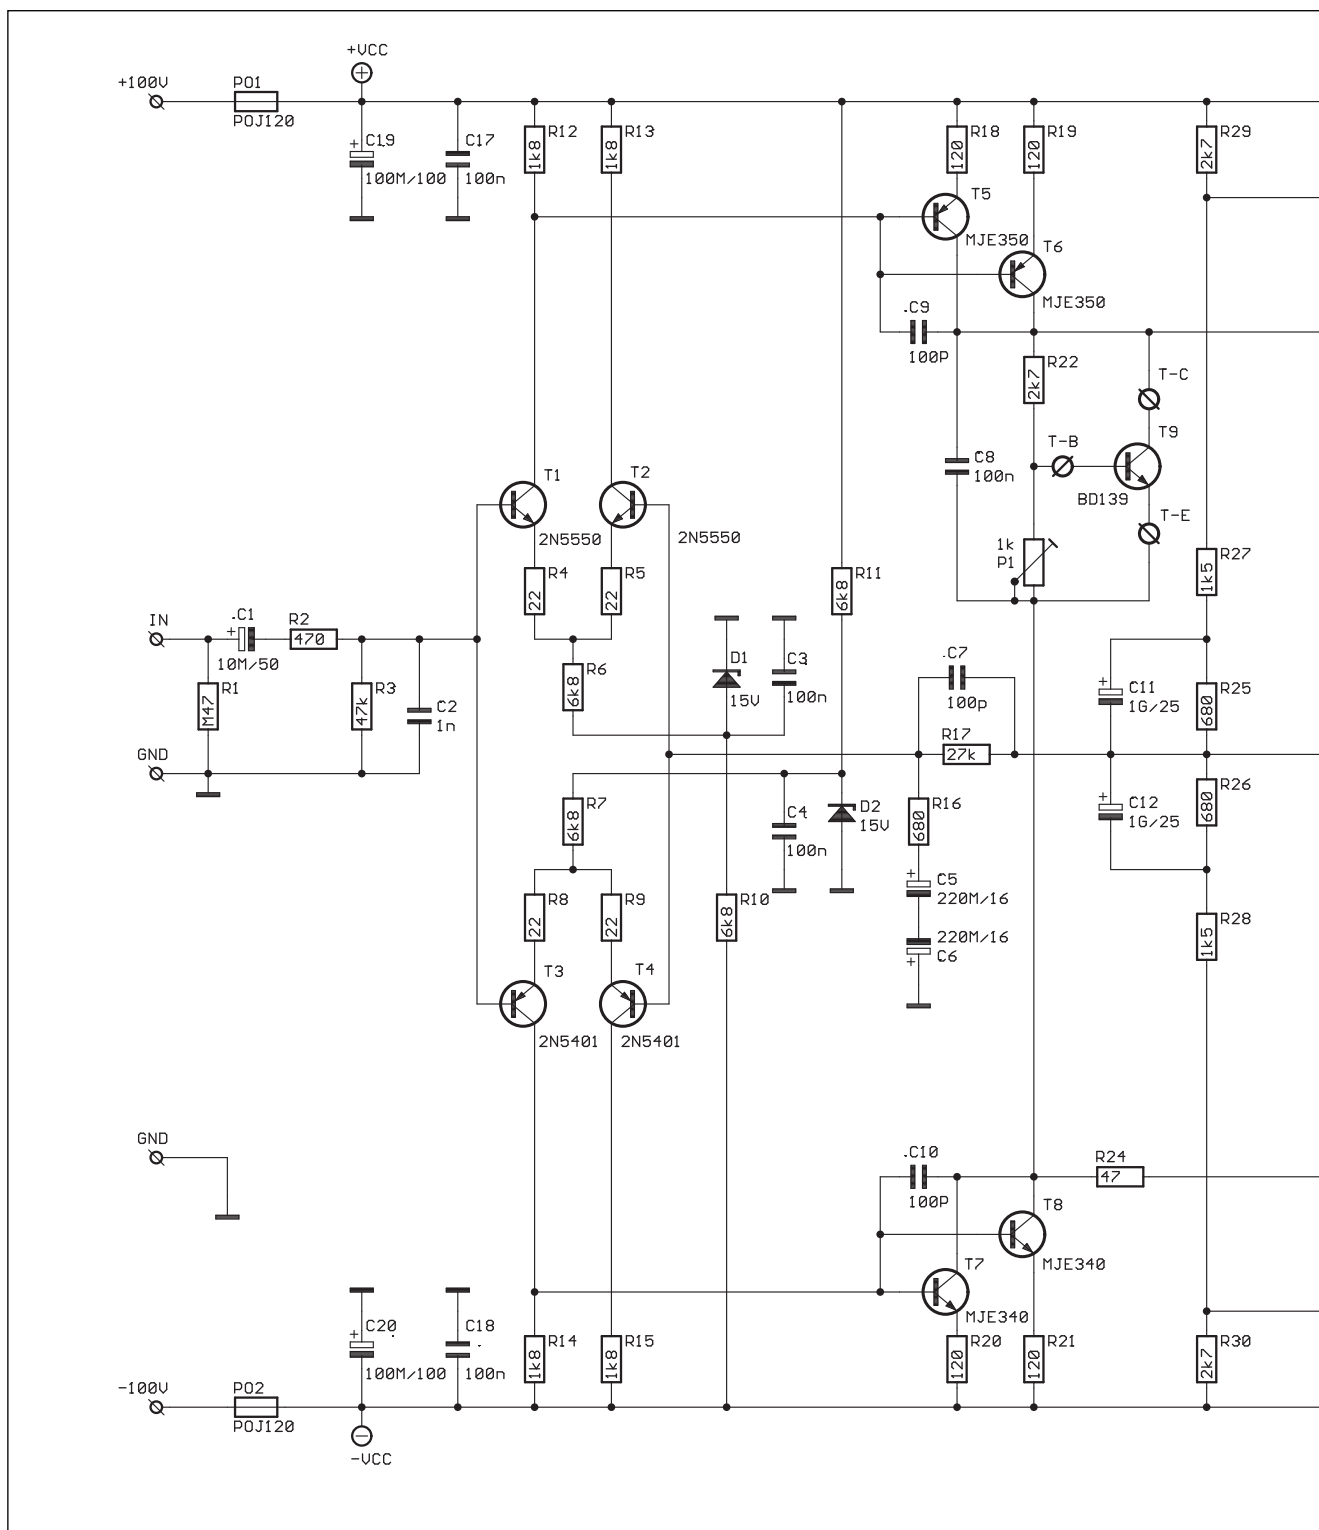 +VCC
+100V
PO1
POJ120
C19
100M/100
C17
100n
R12
1k8
R13
1k8
R18
120
R19
120
R29
2k7
T5
MJE350
T6
MJE350
C9
100P
R22
2k7
T-C
T-B
T9
C8
100n
BD139
T-E
T1
2N5550
T2
2N5550
1k
P1
R27
1k5
R4
22
R5
22
R11
6k8
IN
C1
10M/50
R2
470
R6
6k8
D1
15V
C3
100n
C7
100p
C11
1G/25
R25
680
R1
M47
R3
47k
C2
1n
R17
27k
GND
R7
6k8
C4
100n
D2
15V
R16
680
C12
1G/25
R26
680
R8
22
R9
22
R10
6k8
C5
220M/16
220M/16
C6
R28
1k5
T3
2N5401
T4
2N5401
GND
C10
100P
R24
47
T8
MJE340
T7
MJE340
C20
100M/100
C18
100n
R14
1k8
R15
1k8
R20
120
R21
120
R30
2k7
-100V
PO2
POJ120
-VCC